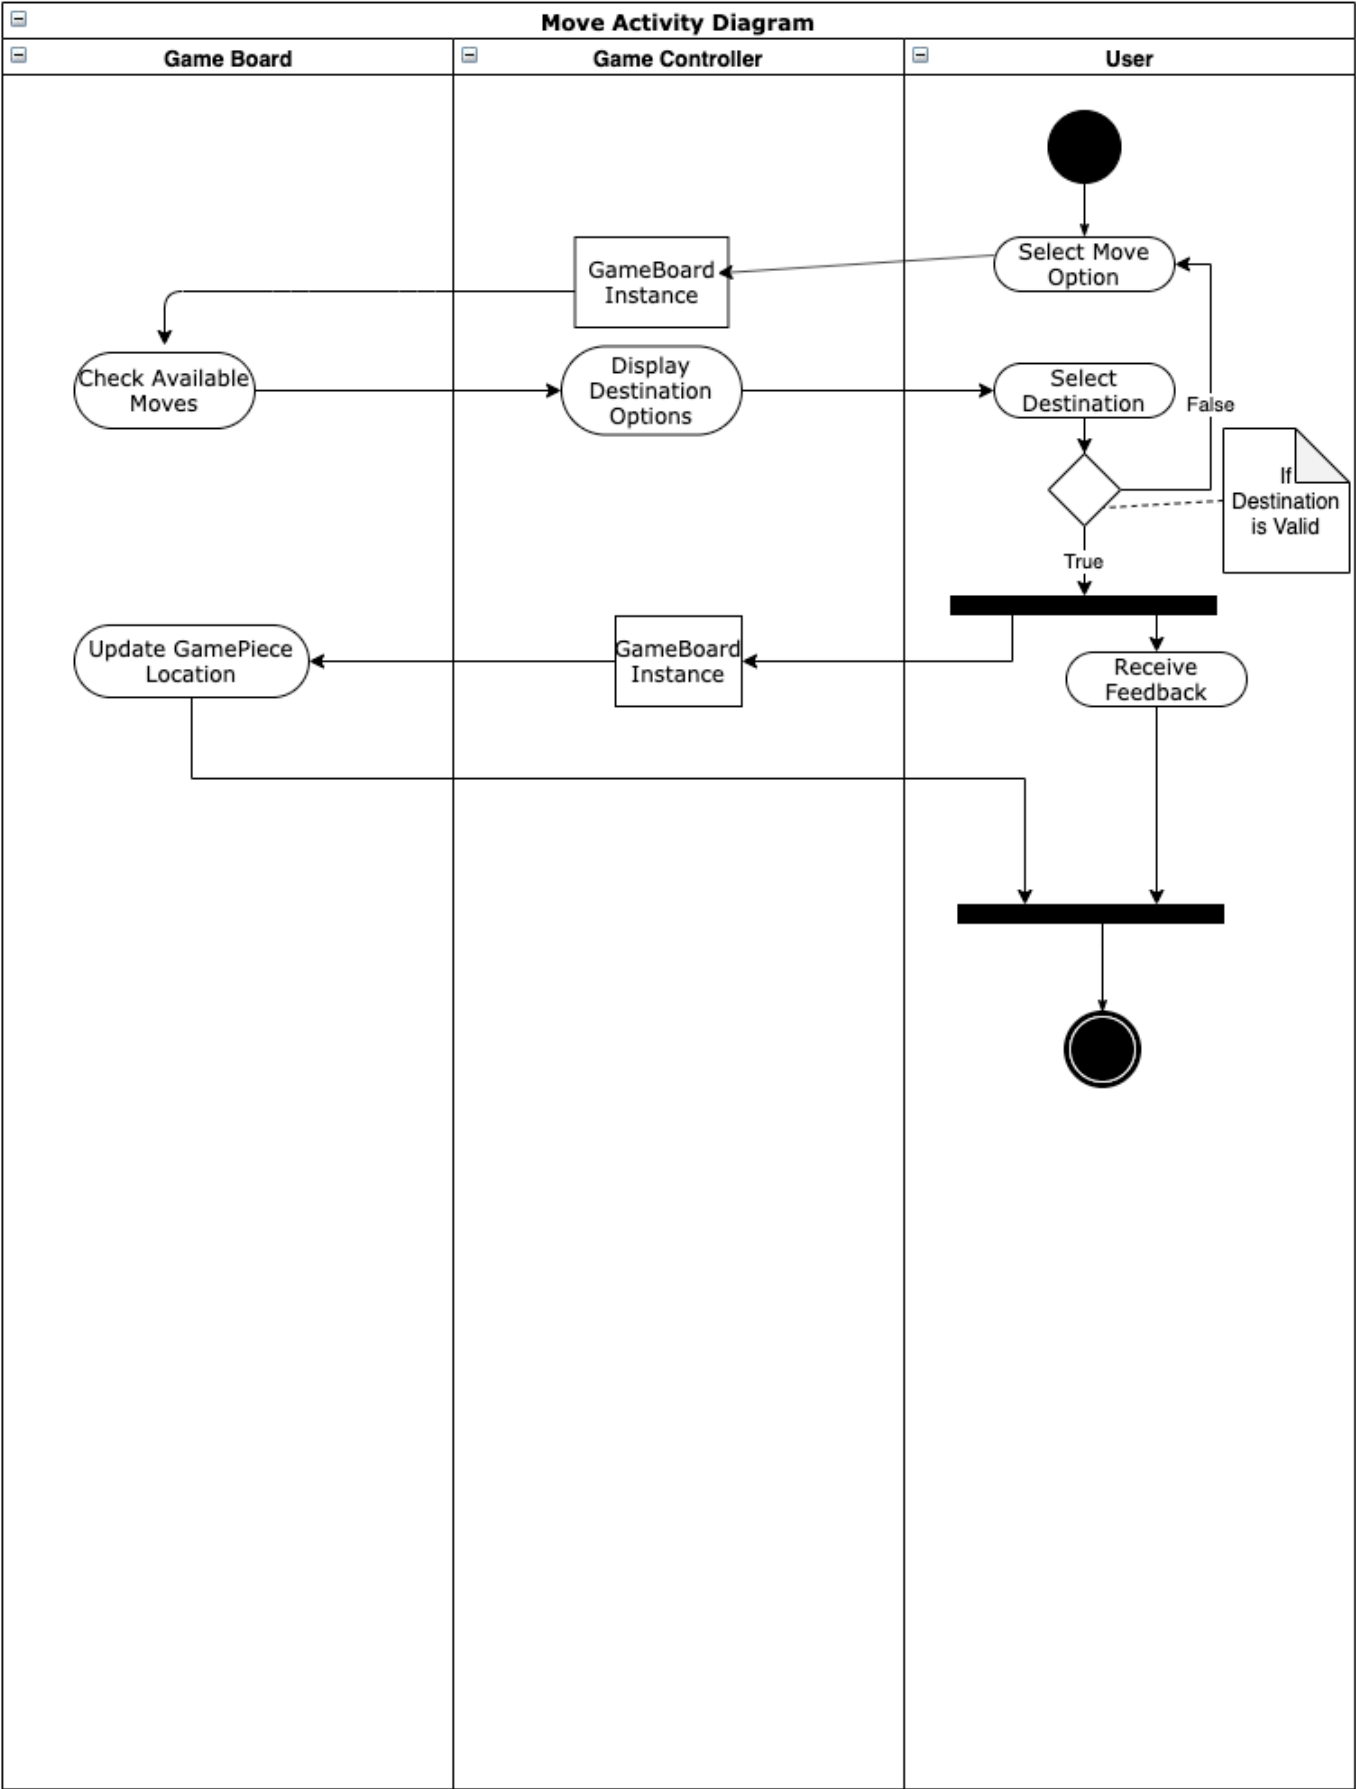 Move Activity Diagram
Game Board
Game Controller
User
Select Move
Option
GameBoard
Instance
Check Available
Moves
Display
Destination
Options
Select
Destination
False
If
Destination
is Valid
True
Update GamePiece
Location
GameBoard
Instance
Receive
Feedback